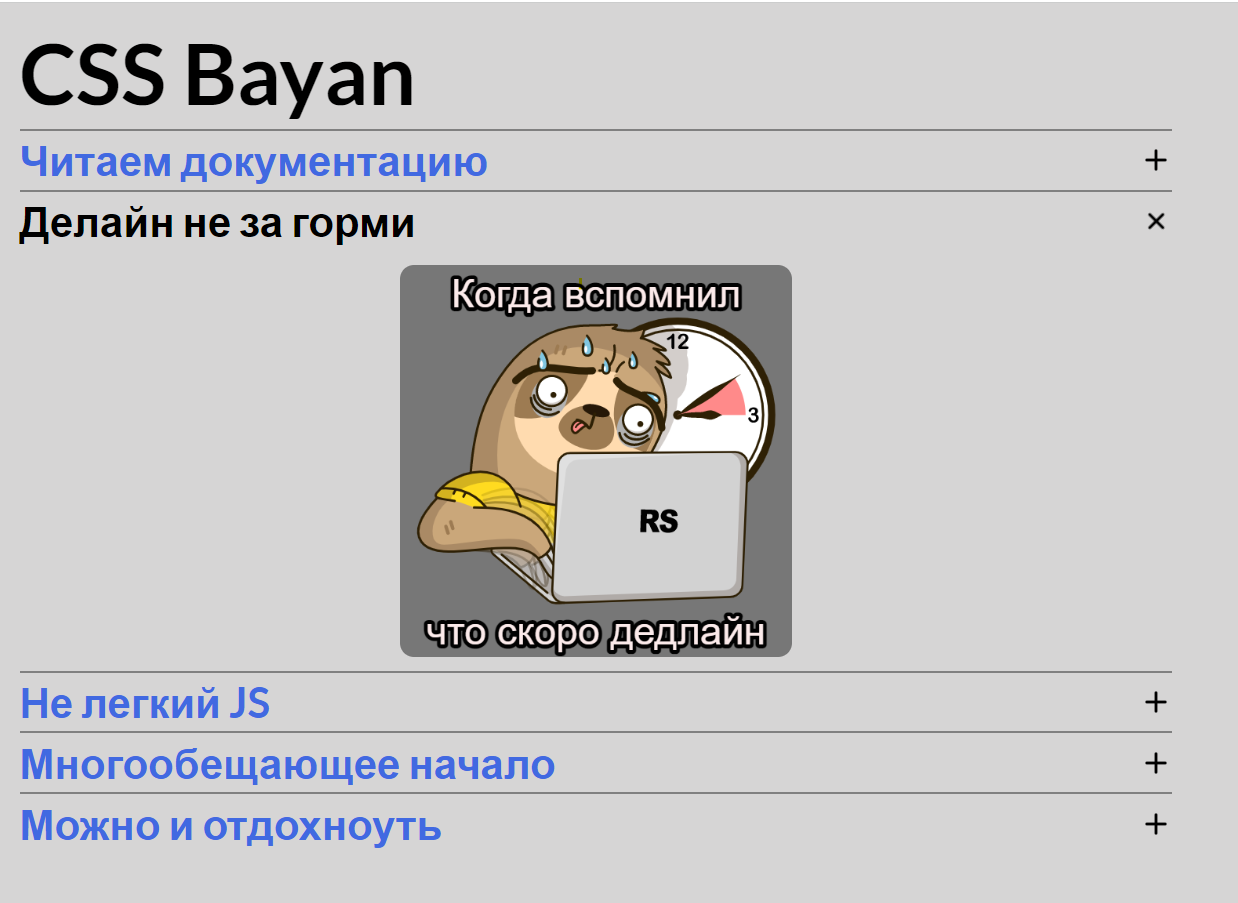 CSS Bayan
Читаем документацию
+
Делайн не за горми
×
Когда вспомнил
12
3
RS
что скоро дедлайн
Не легкий JS
+
Многообещающее начало
+
Можно и отдохноуть
+